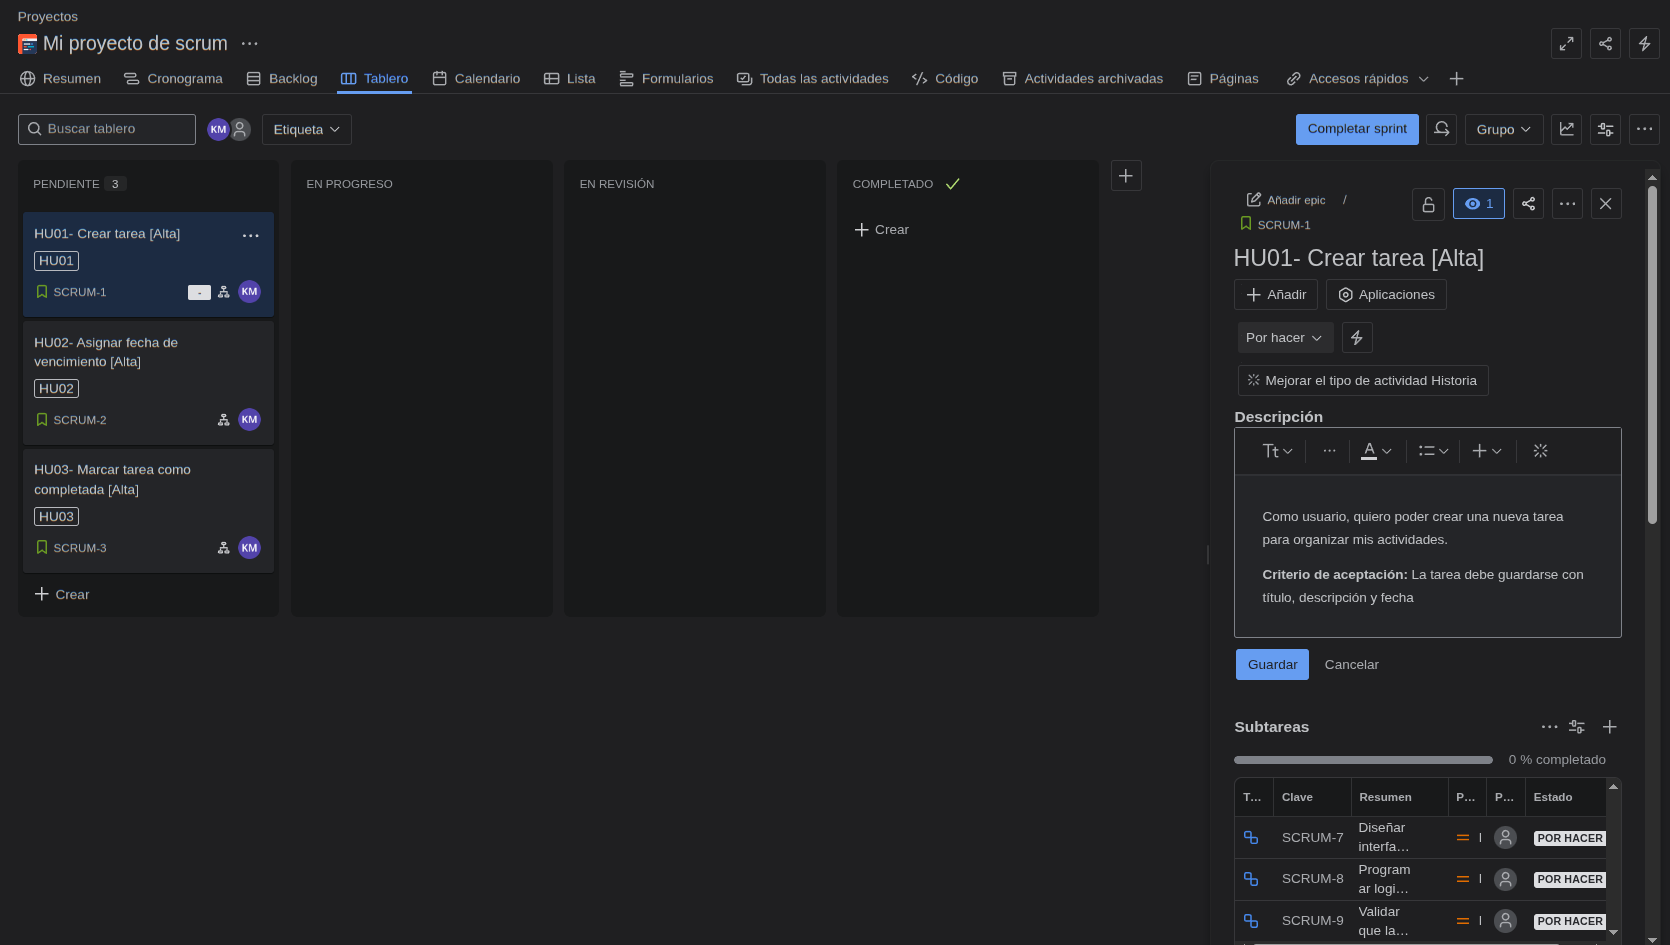 Proyectos
Mi proyecto de scrum
Resumen Cronograma Backlog Tablero Calendario Lista Formularios Todas las actividades Código Actividades archivadas Páginas Accesos rápidos
Buscar tablero KM Etiqueta Completar sprint Grupo
PENDIENTE 3
HU01- Crear tarea [Alta]
HU01
SCRUM-1 - KM
HU02- Asignar fecha de
vencimiento [Alta]
HU02
SCRUM-2 KM
HU03- Marcar tarea como
completada [Alta]
HU03
SCRUM-3 KM
Crear
EN PROGRESO
EN REVISIÓN
COMPLETADO
Crear
Añadir epic /
SCRUM-1
1
HU01- Crear tarea [Alta]
Añadir Aplicaciones
Por hacer
Mejorar el tipo de actividad Historia
Descripción
Tt A
Como usuario, quiero poder crear una nueva tarea
para organizar mis actividades.
Criterio de aceptación: La tarea debe guardarse con
título, descripción y fecha
Guardar Cancelar
Subtareas
0 % completado
T... Clave Resumen P... P... Estado
SCRUM-7 Diseñar
interfa... POR HACER
SCRUM-8 Program
ar logi... POR HACER
SCRUM-9 Validar
que la... POR HACER